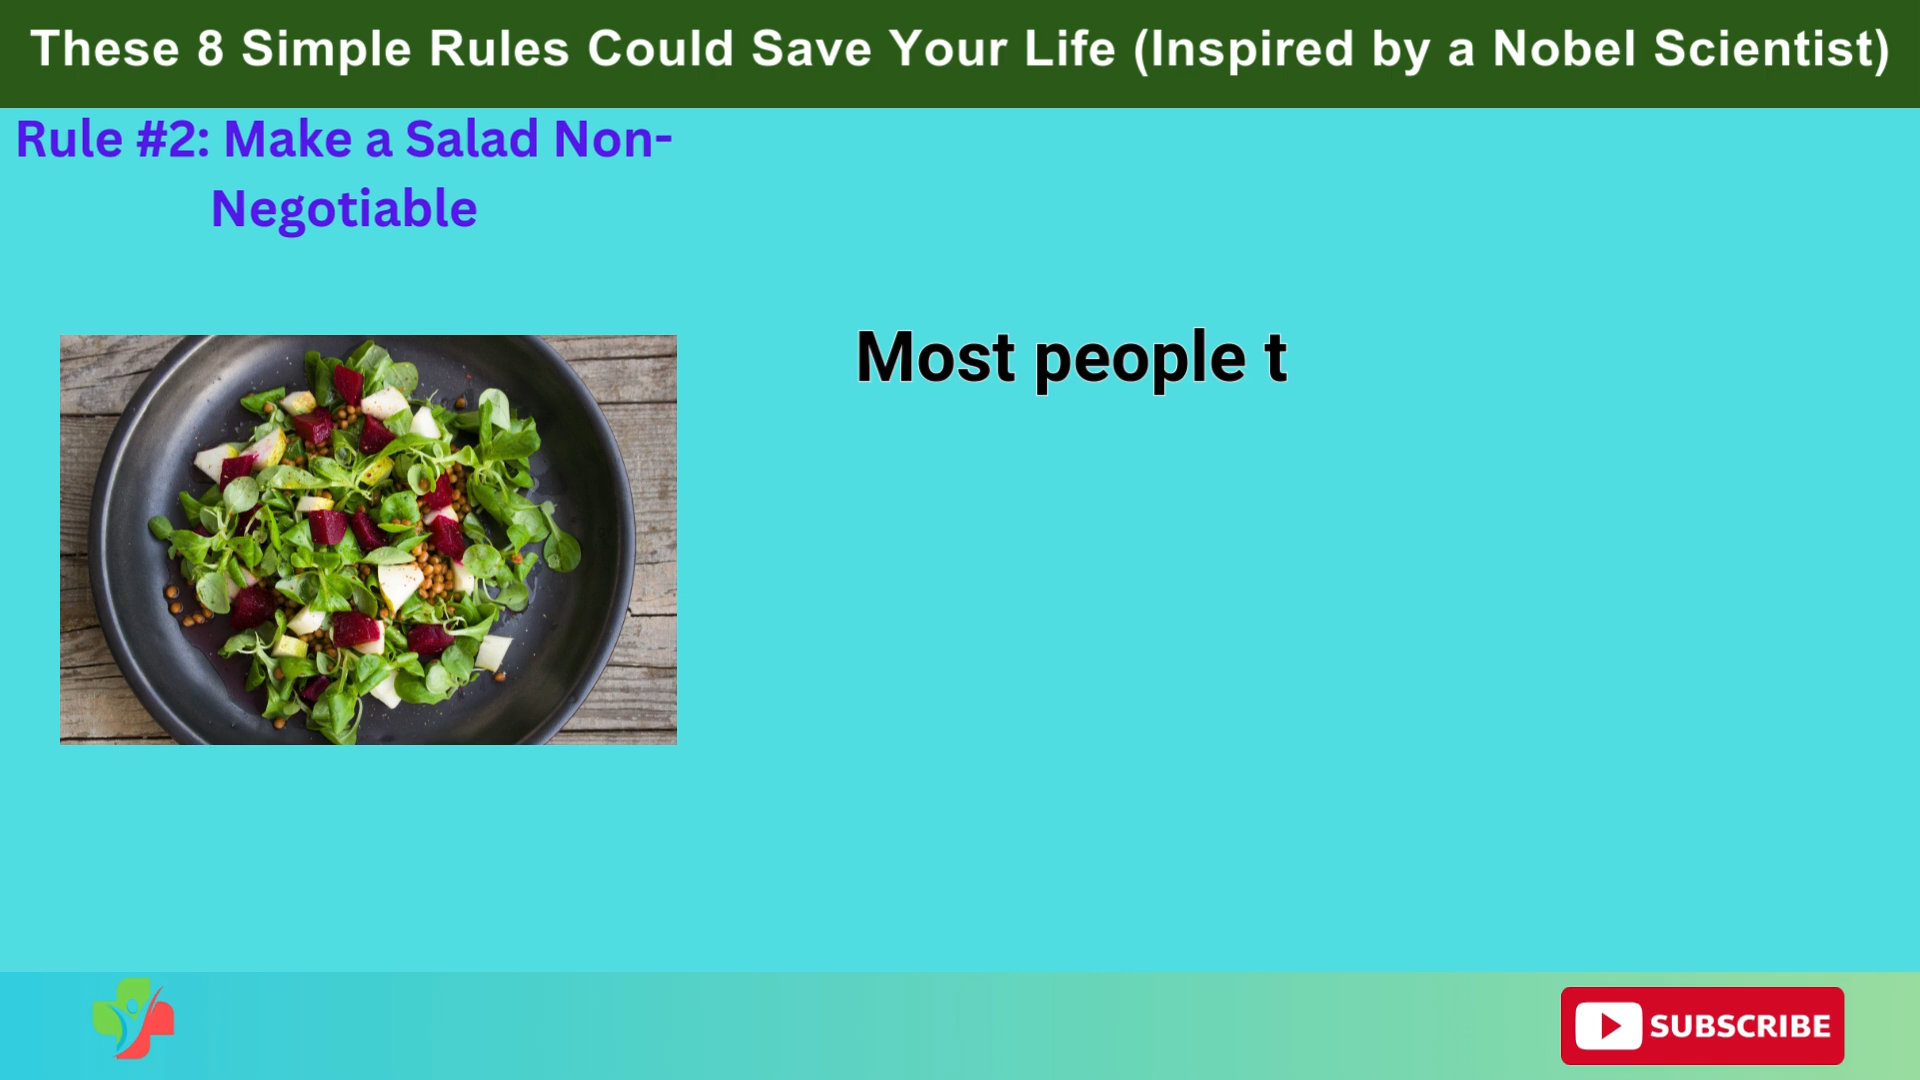 These 8 Simple Rules Could Save Your Life (Inspired by a Nobel Scientist)
Rule #2: Make a Salad Non-
Negotiable
Most people t
SUBSCRIBE